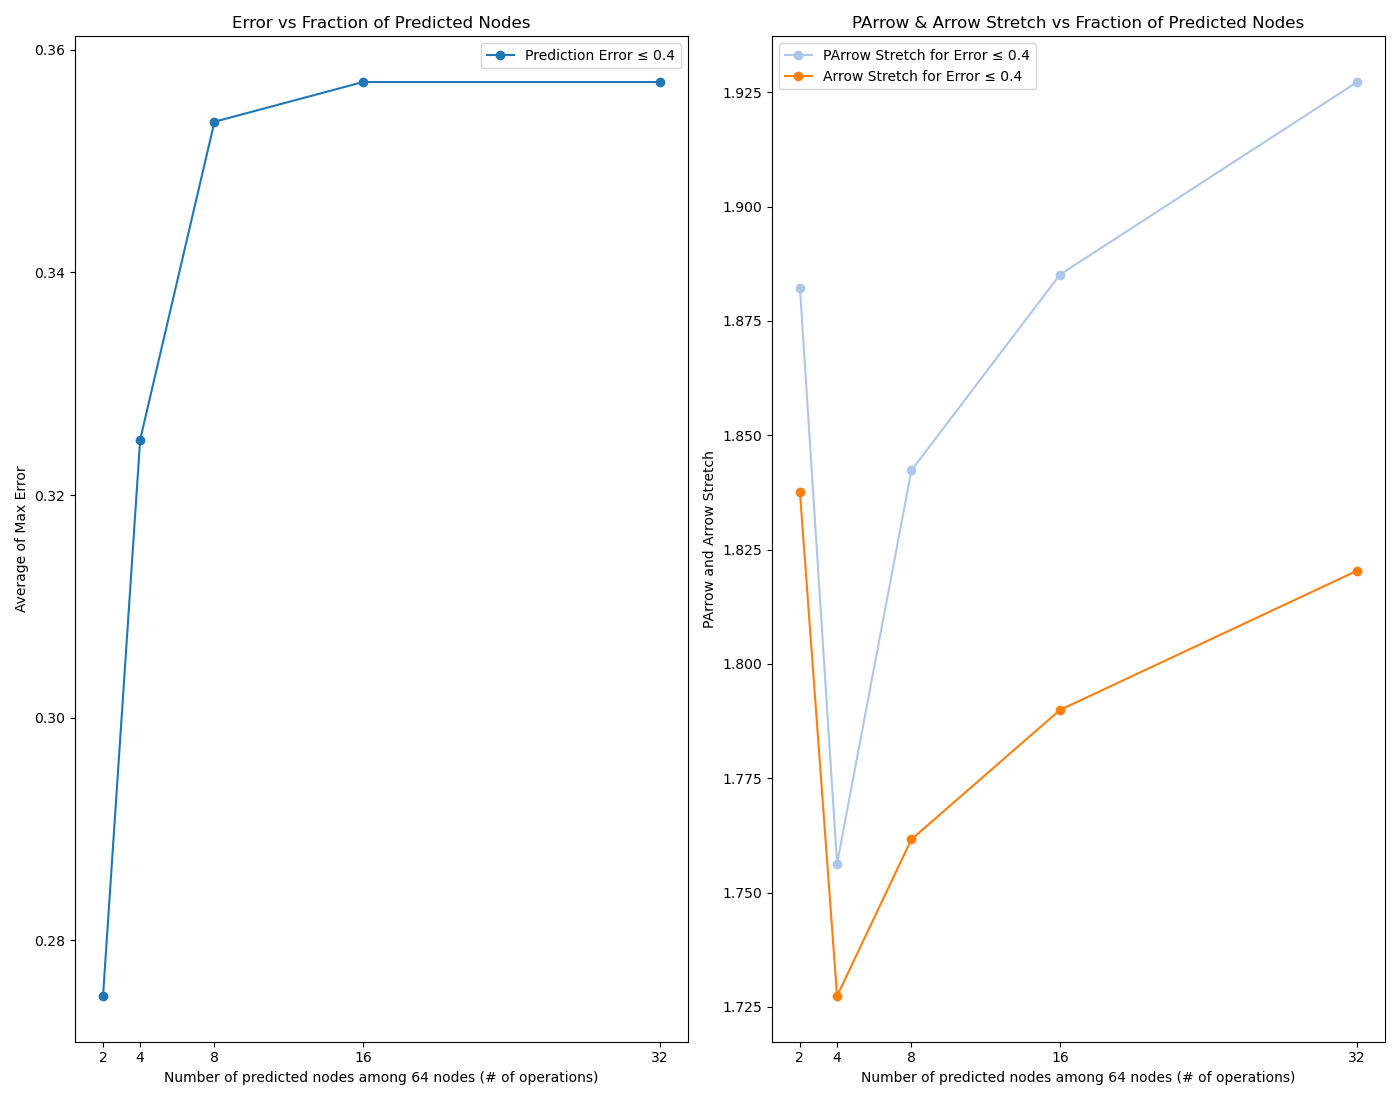 Error vs Fraction of Predicted Nodes
Prediction Error ≤ 0.4
Average of Max Error
0.36
0.34
0.32
0.30
0.28
2 4 8 16 32
Number of predicted nodes among 64 nodes (# of operations)
PArrow & Arrow Stretch vs Fraction of Predicted Nodes
PArrow Stretch for Error ≤ 0.4
Arrow Stretch for Error ≤ 0.4
PArrow and Arrow Stretch
1.925
1.900
1.875
1.850
1.825
1.800
1.775
1.750
1.725
2 4 8 16 32
Number of predicted nodes among 64 nodes (# of operations)